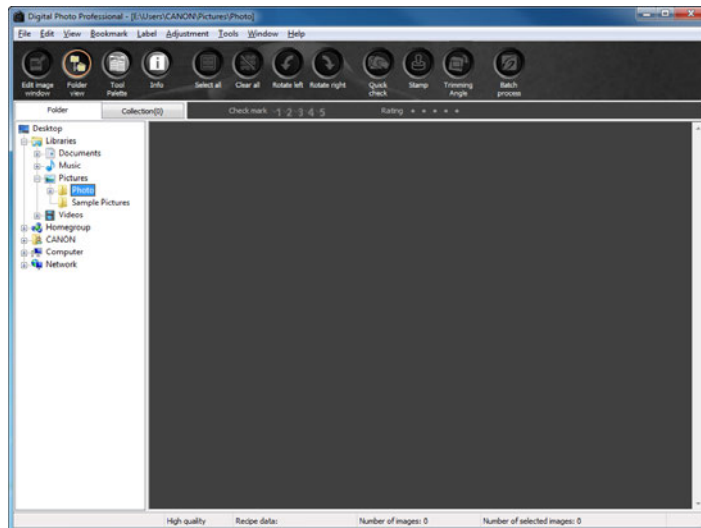 Digital Photo Professional - [E:\Users\CANON\Pictures\Photo]
File Edit View Bookmark Label Adjustment Tools Window Help
Edit image window
Folder view
Tool Palette
Info
Select all
Clear all
Rotate left
Rotate right
Quick check
Stamp
Trimming Angle
Batch process
Folder
Collection(0)
Check mark 1 2 3 4 5
Rating
Desktop
Libraries
Documents
Music
Pictures
Photo
Sample Pictures
Videos
Homegroup
CANON
Computer
Network
High quality
Recipe data:
Number of images: 0
Number of selected images: 0